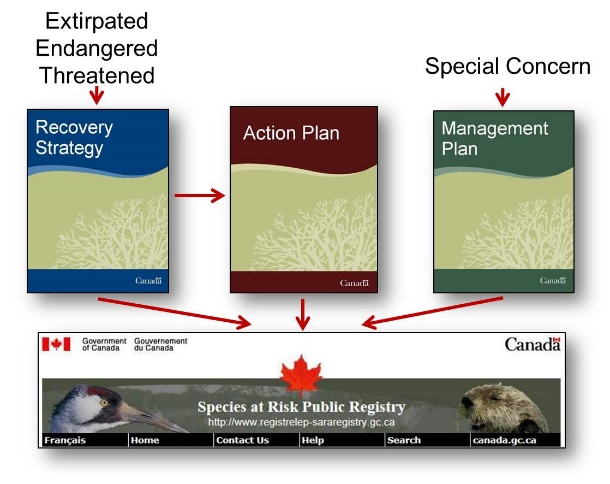 Extirpated
Endangered
Threatened
Special Concern
Recovery
Strategy
Action Plan
Management
Plan
Canada
Canada
Canada
Government Gouvernement
of Canada du Canada
Canada
Species at Risk Public Registry
http://www.registrelep-sararegistry.gc.ca
Français Home Contact Us Help Search canada.gc.ca